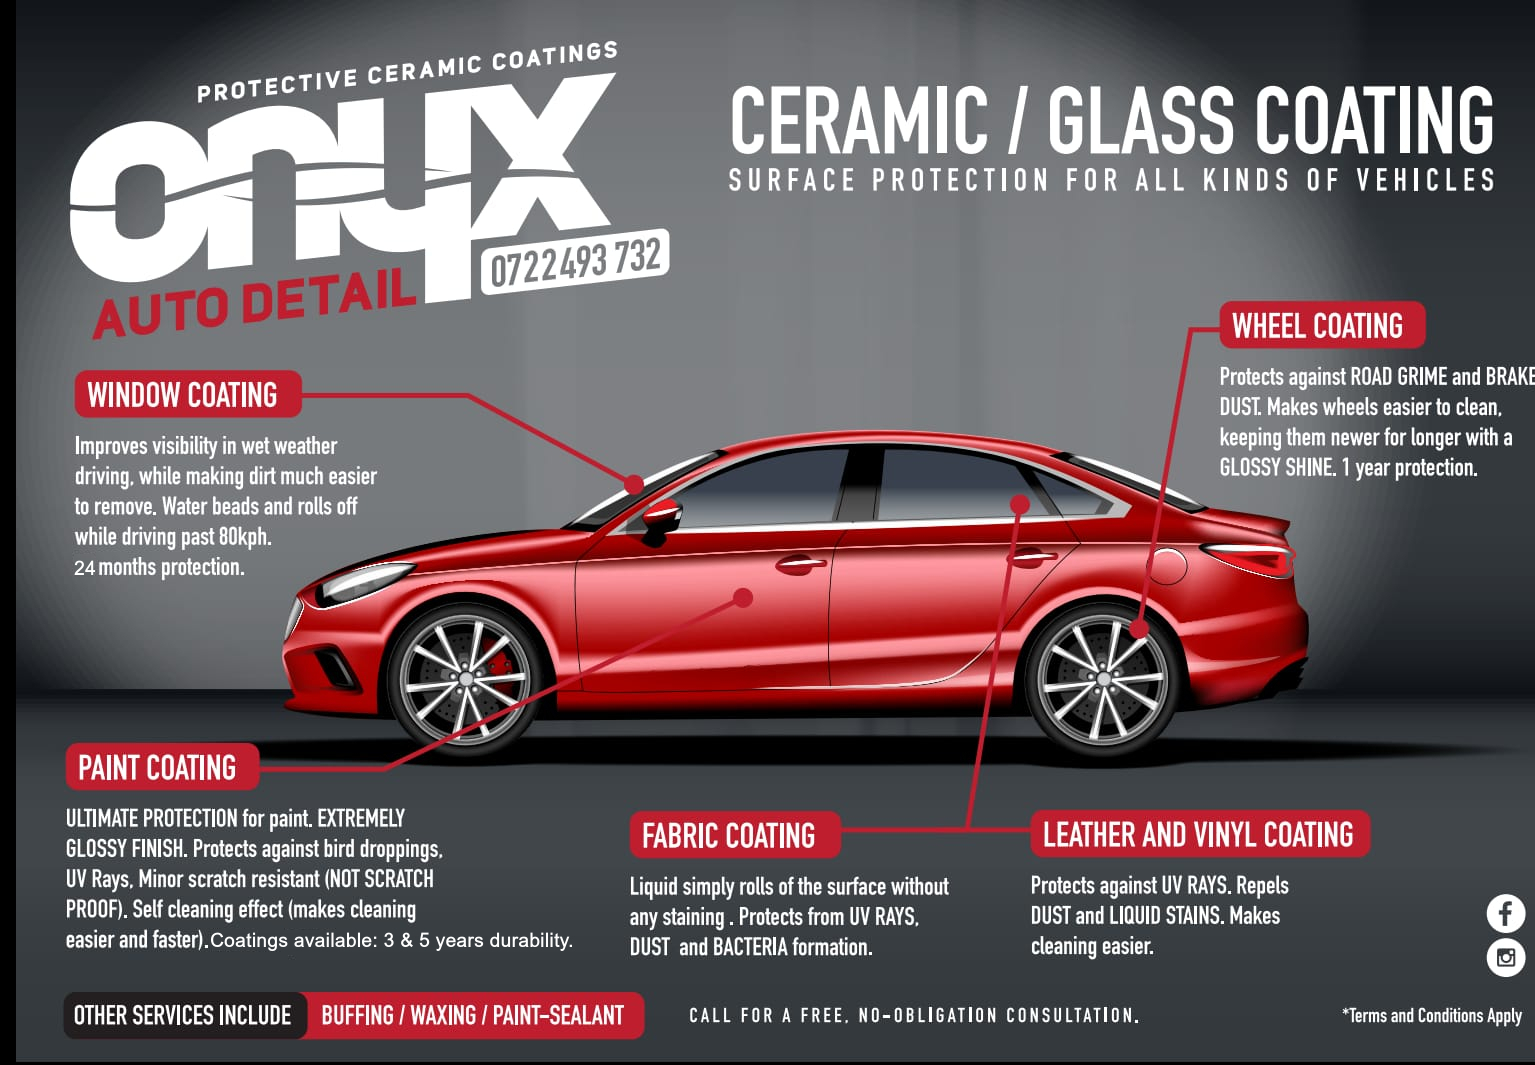 PROTECTIVE CERAMIC COATINGS
onyx
AUTO DETAIL
0722493 732
CERAMIC / GLASS COATING
SURFACE PROTECTION FOR ALL KINDS OF VEHICLES
WHEEL COATING
Protects against ROAD GRIME and BRAKE
DUST. Makes wheels easier to clean,
keeping them newer for longer with a
GLOSSY SHINE. 1 year protection.
WINDOW COATING
Improves visibility in wet weather
driving, while making dirt much easier
to remove. Water beads and rolls off
while driving past 80kph.
24 months protection.
PAINT COATING
ULTIMATE PROTECTION for paint. EXTREMELY
GLOSSY FINISH. Protects against bird droppings,
UV Rays, Minor scratch resistant (NOT SCRATCH
PROOF). Self cleaning effect (makes cleaning
easier and faster). Coatings available: 3 & 5 years durability.
FABRIC COATING
Liquid simply rolls of the surface without
any staining . Protects from UV RAYS,
DUST and BACTERIA formation.
LEATHER AND VINYL COATING
Protects against UV RAYS. Repels
DUST and LIQUID STAINS. Makes
cleaning easier.
OTHER SERVICES INCLUDE BUFFING / WAXING / PAINT-SEALANT
CALL FOR A FREE, NO-OBLIGATION CONSULTATION.
*Terms and Conditions Apply